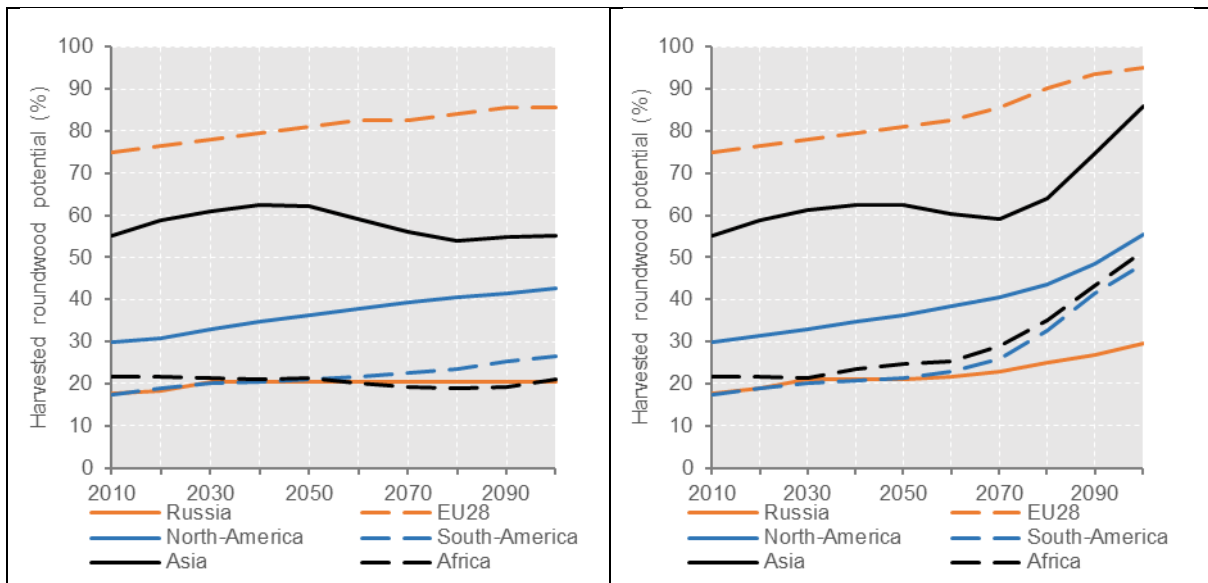 Harvested roundwood potential (%)
100
90
80
70
60
50
40
30
20
10
0
2010 2030 2050 2070 2090
Russia EU28
North-America South-America
Asia Africa
Harvested roundwood potential (%)
100
90
80
70
60
50
40
30
20
10
0
2010 2030 2050 2070 2090
Russia EU28
North-America South-America
Asia Africa